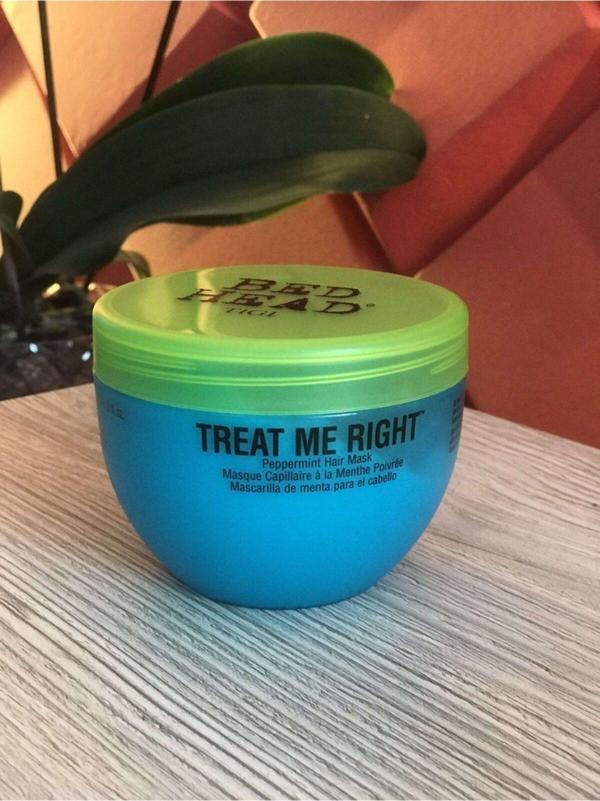 BED
HEAD®
TIGI
TREAT ME RIGHT™
Peppermint Hair Mask
Masque Capillaire à la Menthe Poivrée
Mascarilla de menta para el cabello